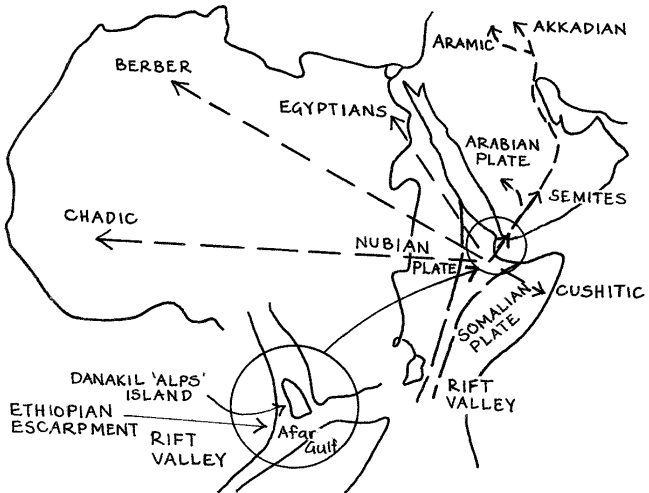 AKKADIAN
ARAMIC
BERBER
EGYPTIANS
ARABIAN
PLATE
SEMITES
CHADIC
NUBIAN
PLATE
CUSHITIC
SOMALIAN
PLATE
DANAKIL 'ALPS'
ISLAND
RIFT
VALLEY
ETHIOPIAN
ESCARPMENT
RIFT
VALLEY
Afar
Gulf